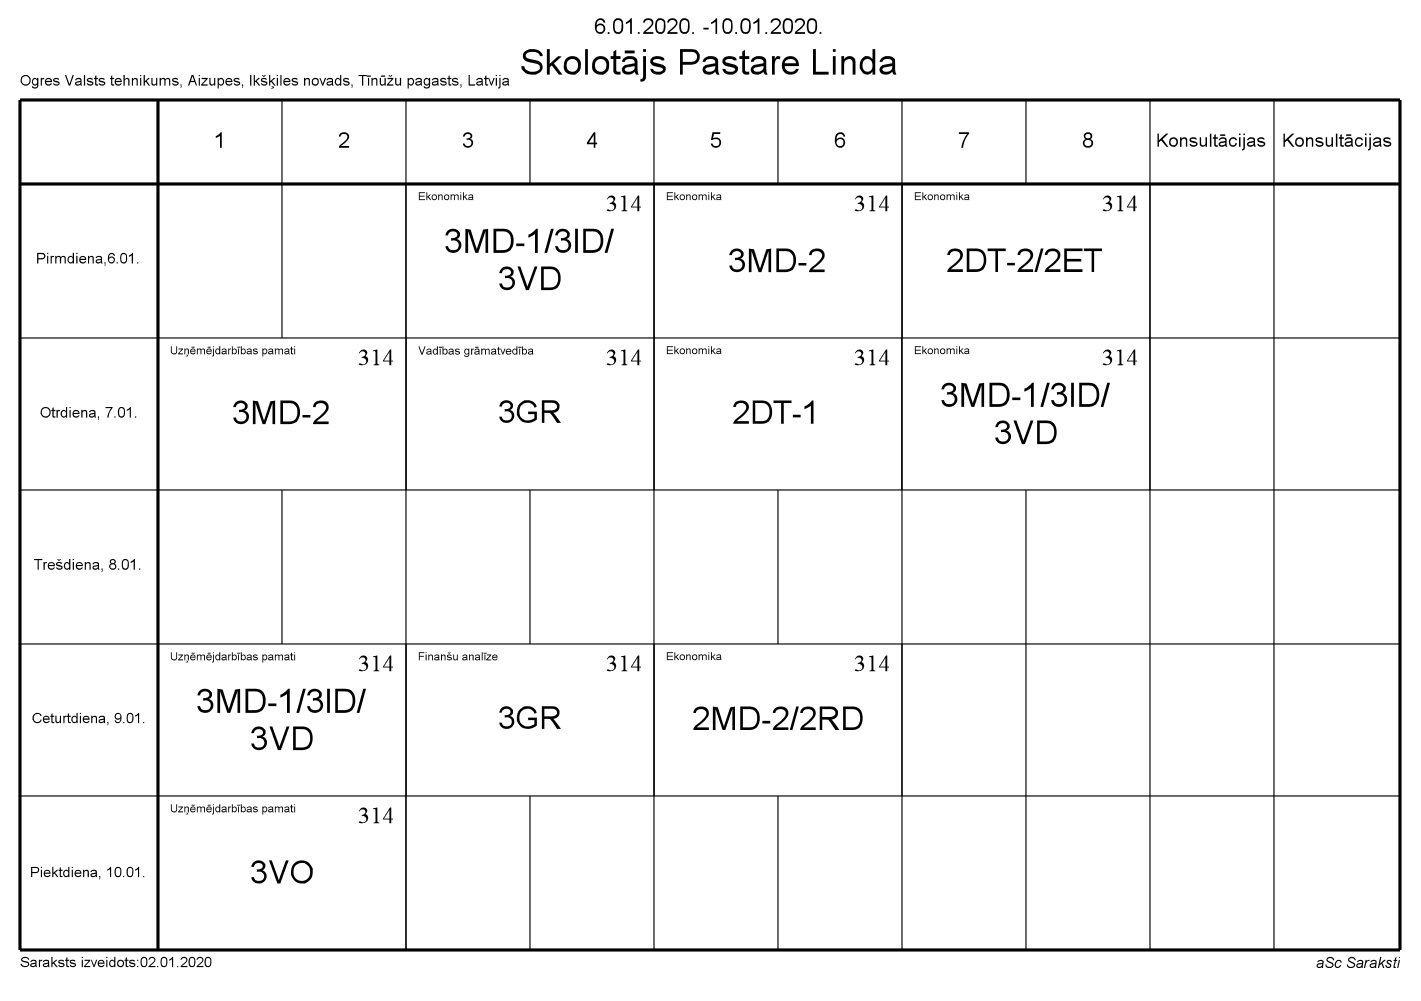 6.01.2020. -10.01.2020.
Skolotājs Pastare Linda
Ogres Valsts tehnikums, Aizupes, Ikšķiles novads, Tīnūžu pagasts, Latvija
1 2 3 4 5 6 7 8 Konsultācijas Konsultācijas
Pirmdiena,6.01.
Ekonomika 314
3MD-1/3ID/
3VD
Ekonomika 314
3MD-2
Ekonomika 314
2DT-2/2ET
Otrdiena, 7.01.
Uzņēmējdarbības pamati 314
3MD-2
Vadības grāmatvedība 314
3GR
Ekonomika 314
2DT-1
Ekonomika 314
3MD-1/3ID/
3VD
Trešdiena, 8.01.
Ceturtdiena, 9.01.
Uzņēmējdarbības pamati 314
3MD-1/3ID/
3VD
Finanšu analīze 314
3GR
Ekonomika 314
2MD-2/2RD
Piektdiena, 10.01.
Uzņēmējdarbības pamati 314
3VO
Saraksts izveidots:02.01.2020
aSc Saraksti